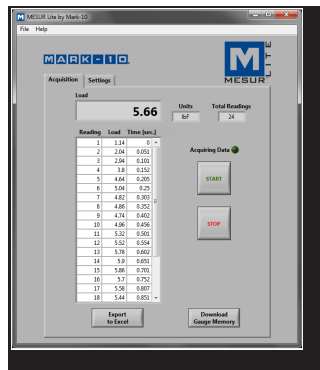 MESUR Lite by Mark-10
File Help
MARK-10
M
LITE
MESUR
Acquisition Settings
Load
5.66
Units
lbF
Total Readings
24
Reading Load Time [sec.]
1 1.14 0
2 2.04 0.051
3 2.94 0.101
4 3.8 0.152
5 4.64 0.205
6 5.04 0.25
7 4.82 0.303
8 4.86 0.352
9 4.74 0.402
10 4.96 0.456
11 5.32 0.501
12 5.52 0.554
13 5.78 0.602
14 5.9 0.651
15 5.86 0.701
16 5.7 0.752
17 5.58 0.807
18 5.44 0.851
Acquiring Data
START
STOP
Export
to Excel
Download
Gauge Memory